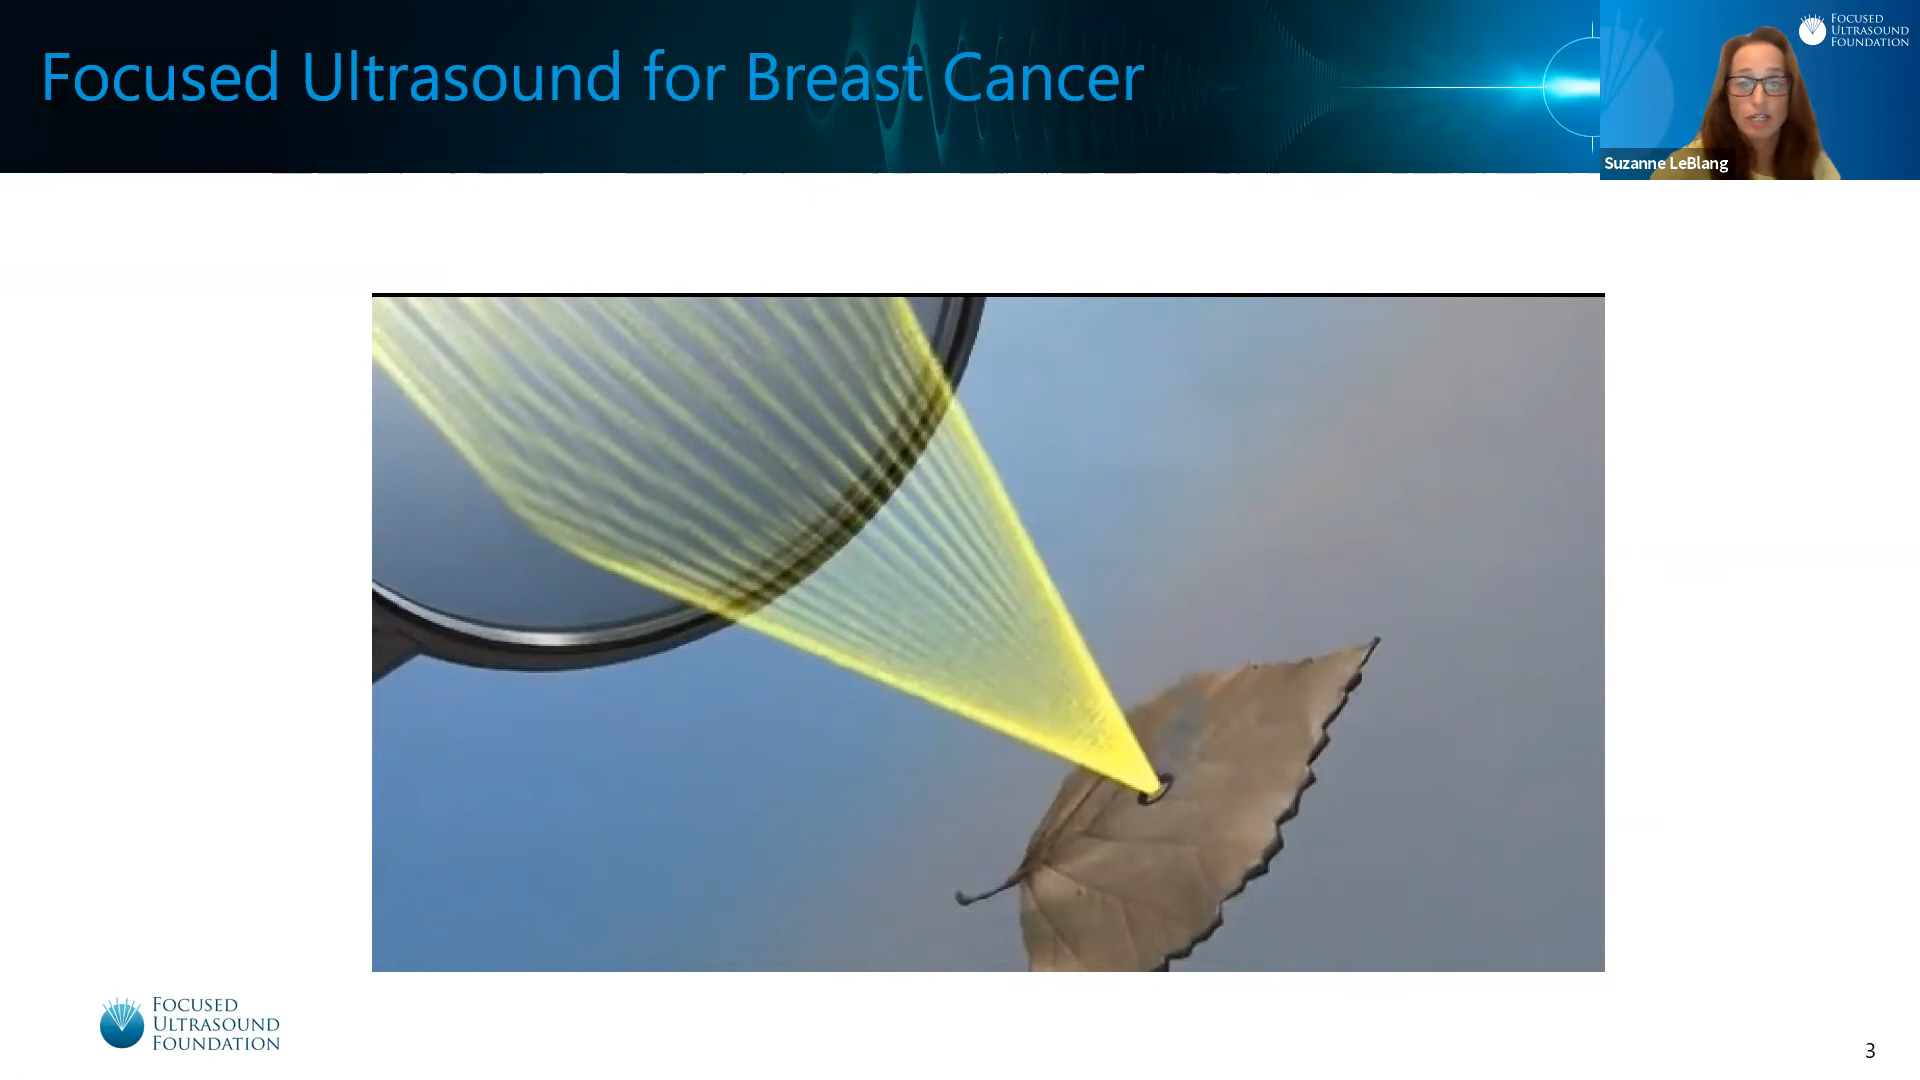 Focused Ultrasound for Breast Cancer
FOCUSED
ULTRASOUND
FOUNDATION
Suzanne LeBlang
FOCUSED
ULTRASOUND
FOUNDATION
3